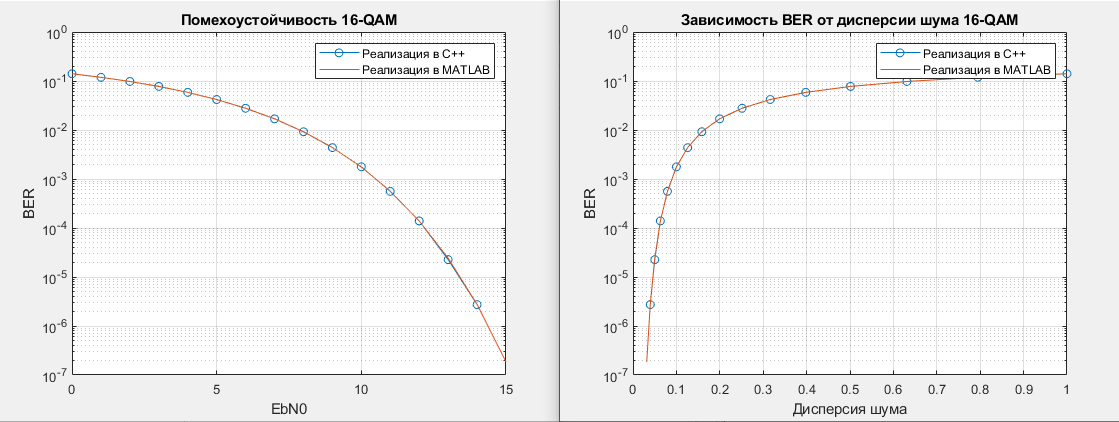 Помехоустойчивость 16-QAM
10^0
10^-1
10^-2
10^-3
10^-4
10^-5
10^-6
10^-7
BER
Реализация в C++
Реализация в MATLAB
0 5 10 15
EbN0
Зависимость BER от дисперсии шума 16-QAM
10^0
10^-1
10^-2
10^-3
10^-4
10^-5
10^-6
10^-7
BER
Реализация в C++
Реализация в MATLAB
0 0.1 0.2 0.3 0.4 0.5 0.6 0.7 0.8 0.9 1
Дисперсия шума